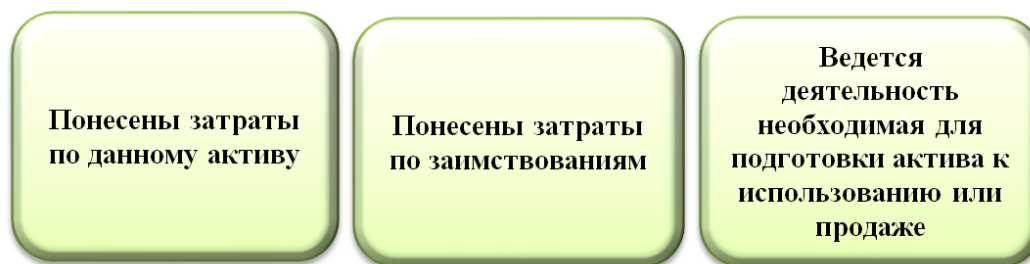 Понесены затраты
по данному активу
Понесены затраты
по заимствованиям
Ведется
деятельность
необходимая для
подготовки актива к
использованию или
продаже